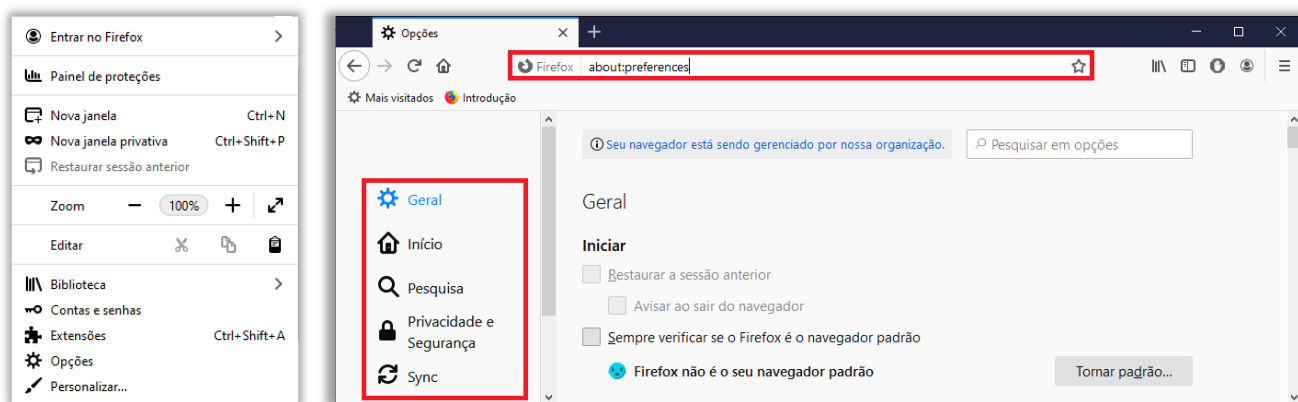 Entrar no Firefox
Painel de proteções
Nova janela Ctrl+N
Nova janela privativa Ctrl+Shift+P
Restaurar sessão anterior
Zoom 100%
Editar
Biblioteca
Contas e senhas
Extensões Ctrl+Shift+A
Opções
Personalizar...
Opções
Firefox about:preferences
Mais visitados Introdução
Seu navegador está sendo gerenciado por nossa organização. Pesquisar em opções
Geral
Início
Pesquisa
Privacidade e
Segurança
Sync
Geral
Iniciar
Restaurar a sessão anterior
Avisar ao sair do navegador
Sempre verificar se o Firefox é o navegador padrão
Firefox não é o seu navegador padrão Tornar padrão...